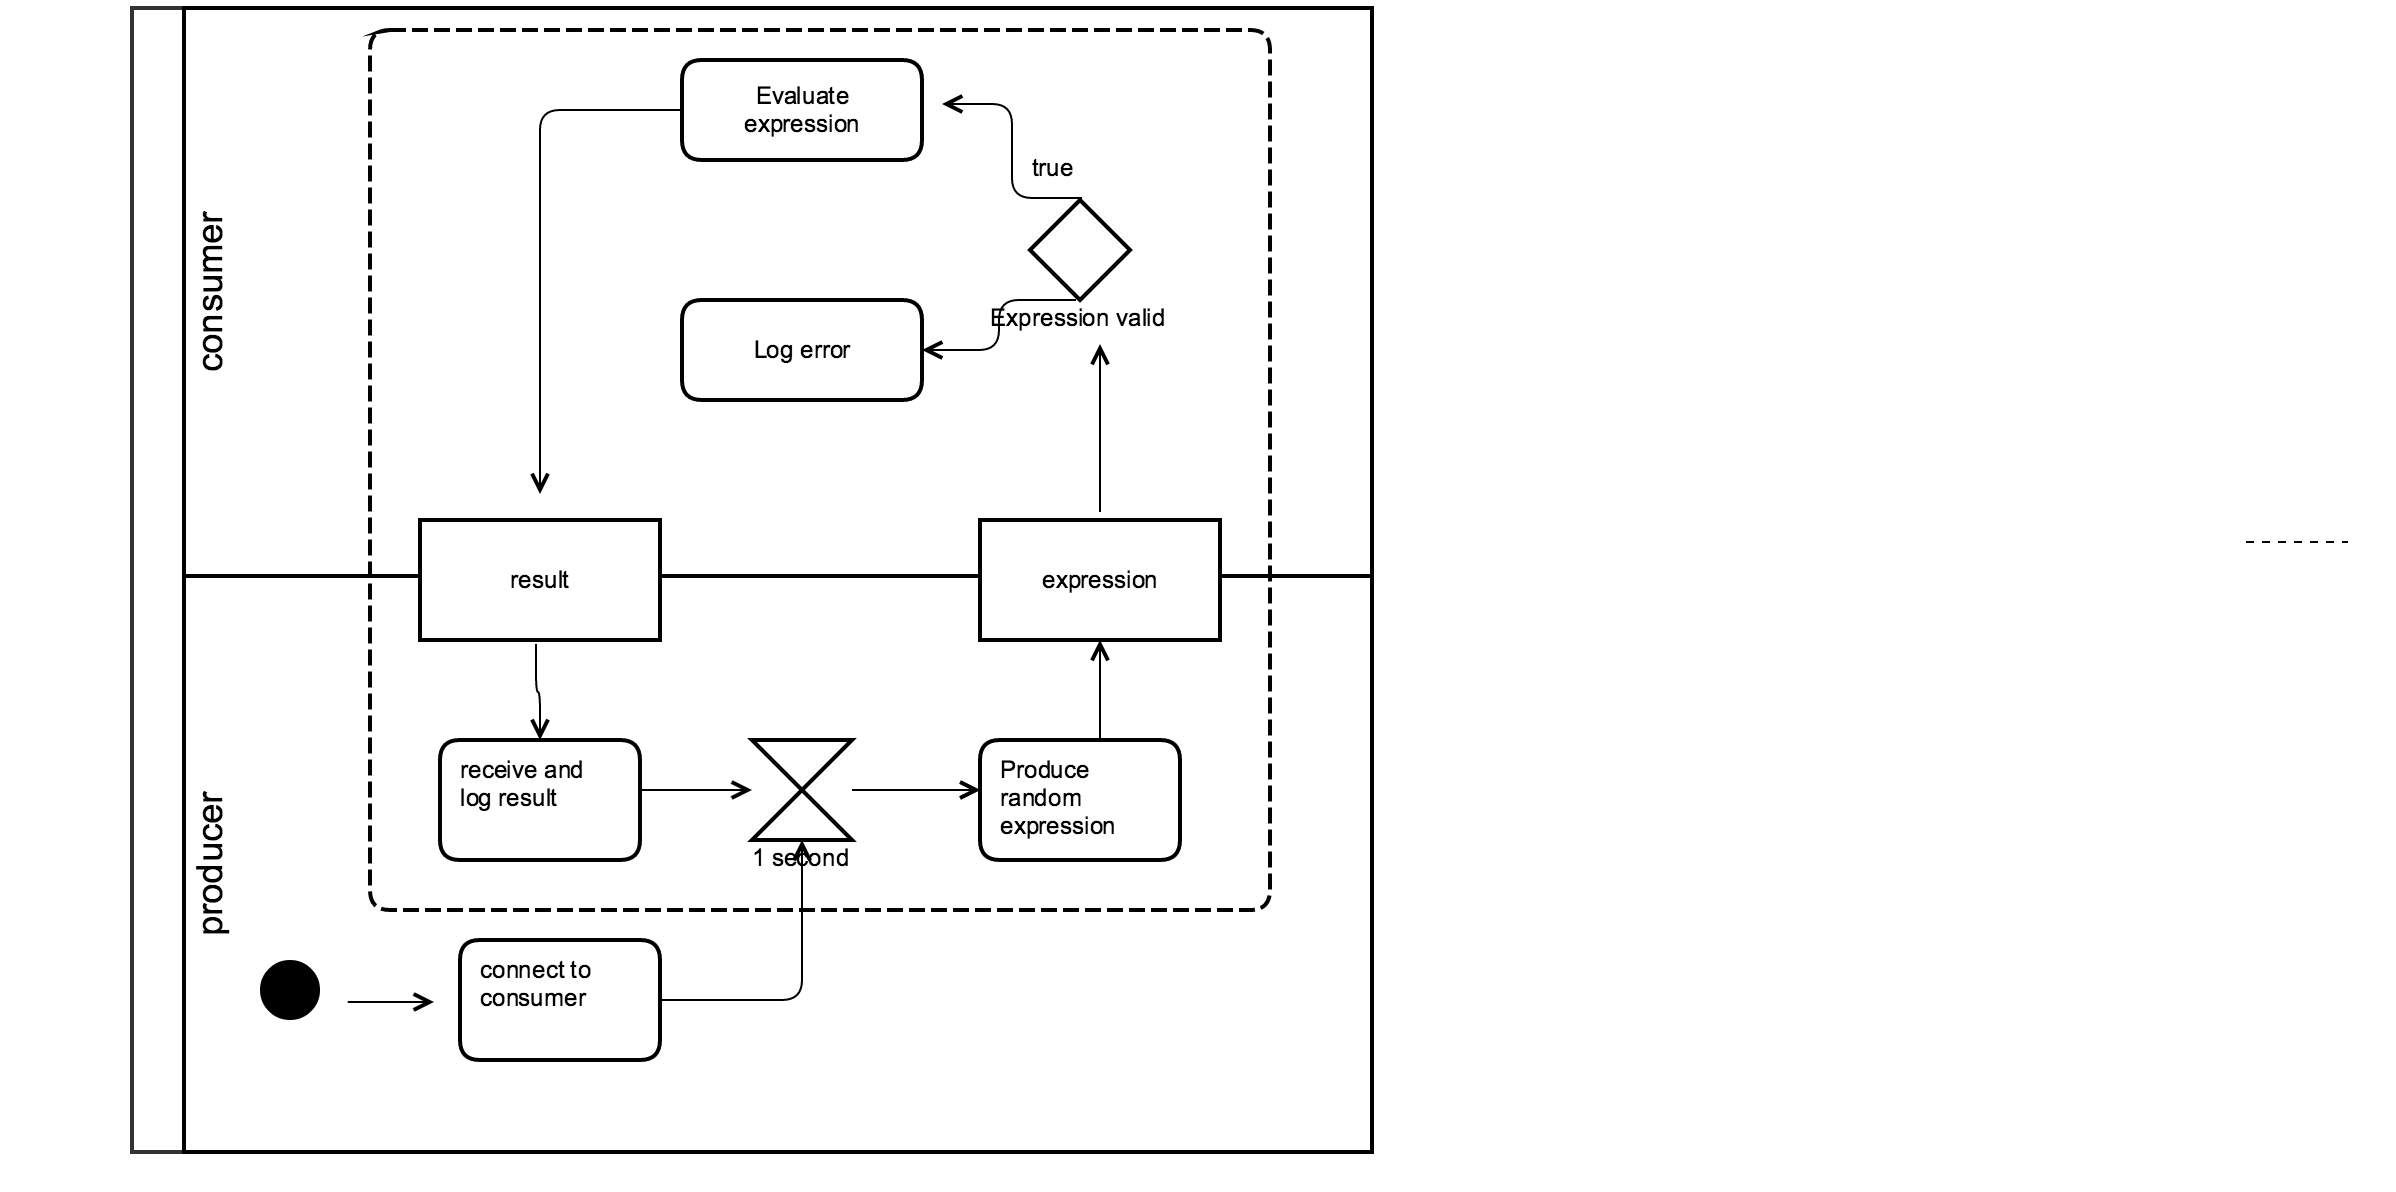 consumer
Evaluate
expression
true
Expression valid
Log error
result
expression
producer
receive and
log result
1 second
Produce
random
expression
connect to
consumer